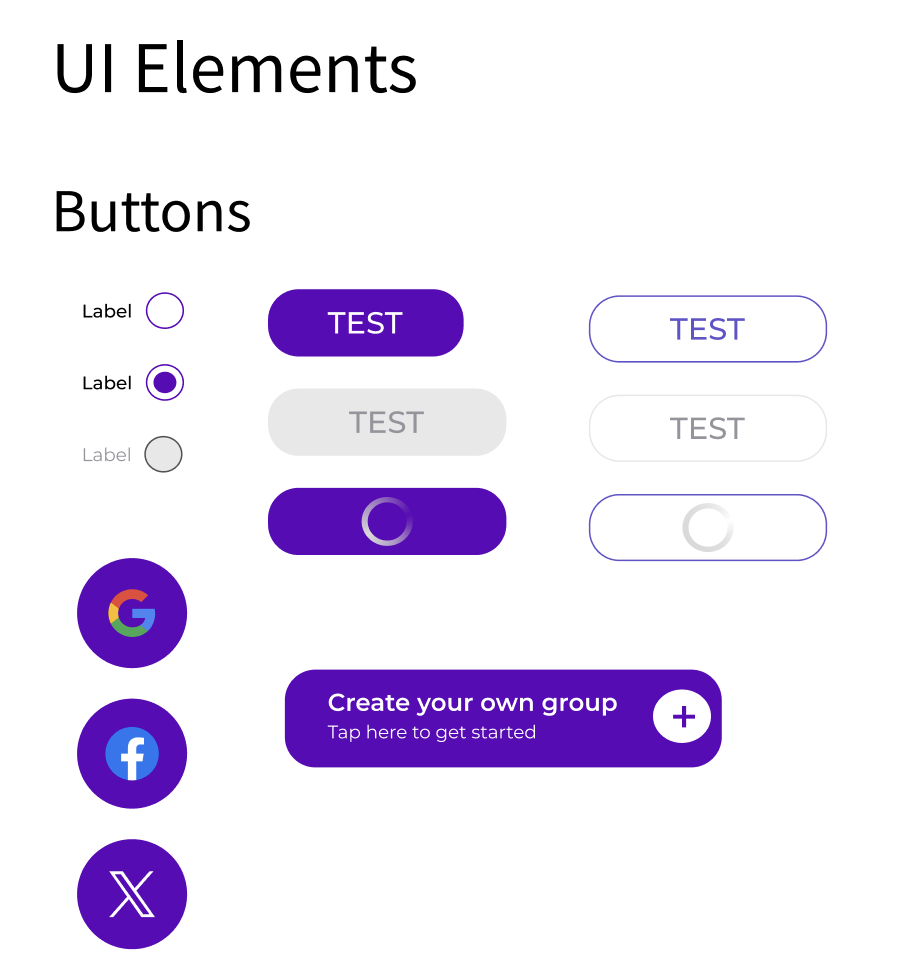 UI Elements
Buttons
Label
Label
Label
TEST
TEST
TEST
TEST
Create your own group
Tap here to get started